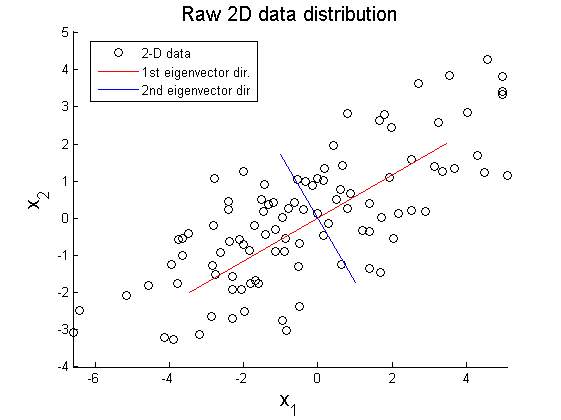 Raw 2D data distribution
5
2-D data
1st eigenvector dir.
2nd eigenvector dir
4
3
2
1
0
-1
-2
-3
-4
x2
-6
-4
-2
0
2
4
x1